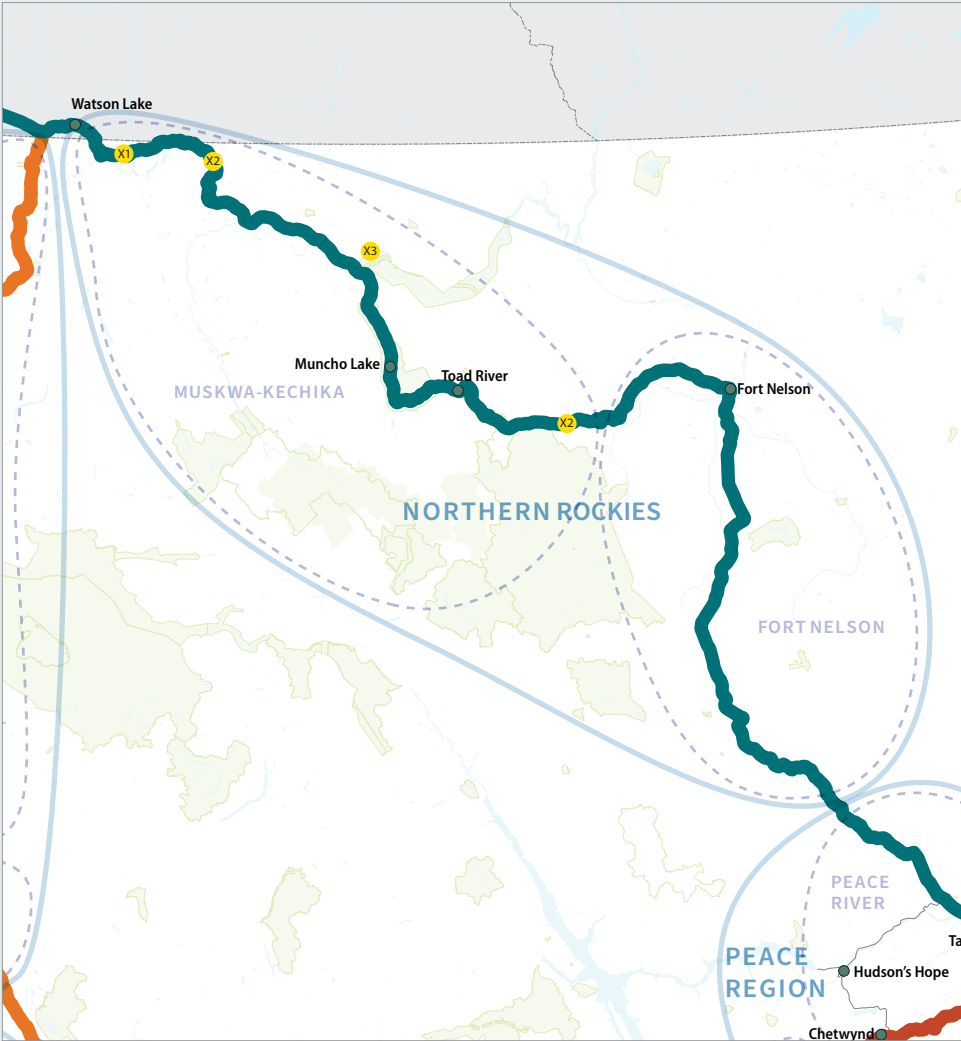 Watson Lake
X1
X2
X3
Muncho Lake
Toad River
MUSKWA-KECHIKA
Fort Nelson
X2
NORTHERN ROCKIES
FORT NELSON
PEACE
RIVER
Ta
PEACE
REGION
Hudson's Hope
Chetwynd